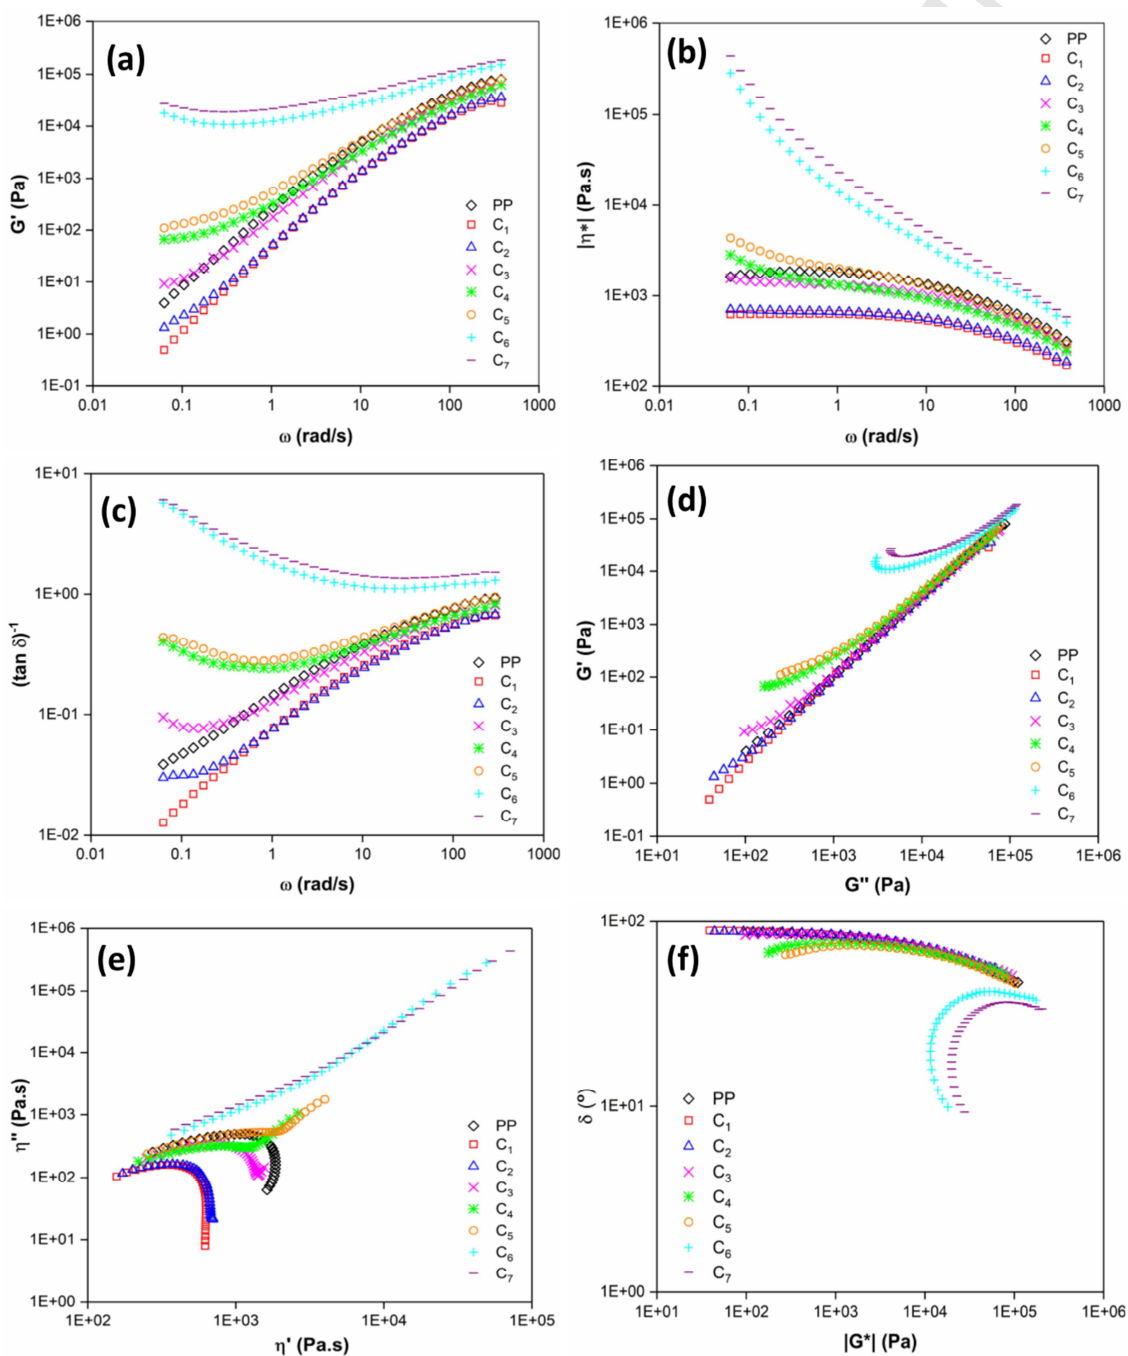 (a)
1E+06
1E+05
1E+04
1E+03
1E+02
1E+01
1E+00
1E-01
G' (Pa)
0.01 0.1 1 10 100 1000
ω (rad/s)
PP
C1
C2
C3
C4
C5
C6
C7
(b)
1E+06
1E+05
1E+04
1E+03
1E+02
|η*| (Pa.s)
0.01 0.1 1 10 100 1000
ω (rad/s)
PP
C1
C2
C3
C4
C5
C6
C7
(c)
1E+01
1E+00
1E-01
1E-02
(tan δ)-1
0.01 0.1 1 10 100 1000
ω (rad/s)
PP
C1
C2
C3
C4
C5
C6
C7
(d)
1E+06
1E+05
1E+04
1E+03
1E+02
1E+01
1E+00
1E-01
G' (Pa)
1E+01 1E+02 1E+03 1E+04 1E+05 1E+06
G'' (Pa)
PP
C1
C2
C3
C4
C5
C6
C7
(e)
1E+06
1E+05
1E+04
1E+03
1E+02
1E+01
1E+00
η'' (Pa.s)
1E+02 1E+03 1E+04 1E+05
η' (Pa.s)
PP
C1
C2
C3
C4
C5
C6
C7
(f)
1E+02
1E+01
1E+00
δ (º)
1E+01 1E+02 1E+03 1E+04 1E+05 1E+06
|G*| (Pa)
PP
C1
C2
C3
C4
C5
C6
C7